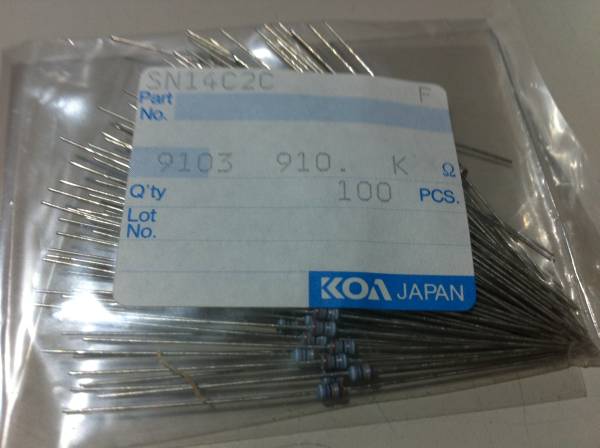 SN14C2C F
Part
No.
9103 910. K Ω
Q'ty 100 PCS.
Lot
No.
KOA JAPAN